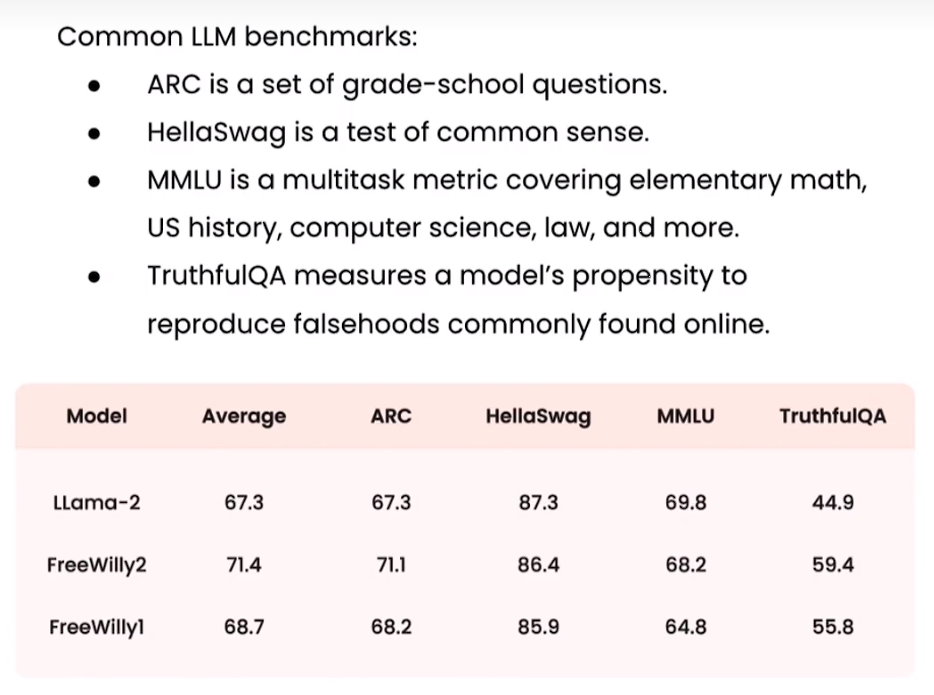 Common LLM benchmarks:
● ARC is a set of grade-school questions.
● HellaSwag is a test of common sense.
● MMLU is a multitask metric covering elementary math,
US history, computer science, law, and more.
● TruthfulQA measures a model's propensity to
reproduce falsehoods commonly found online.
Model Average ARC HellaSwag MMLU TruthfulQA
LLama-2 67.3 67.3 87.3 69.8 44.9
FreeWilly2 71.4 71.1 86.4 68.2 59.4
FreeWilly1 68.7 68.2 85.9 64.8 55.8